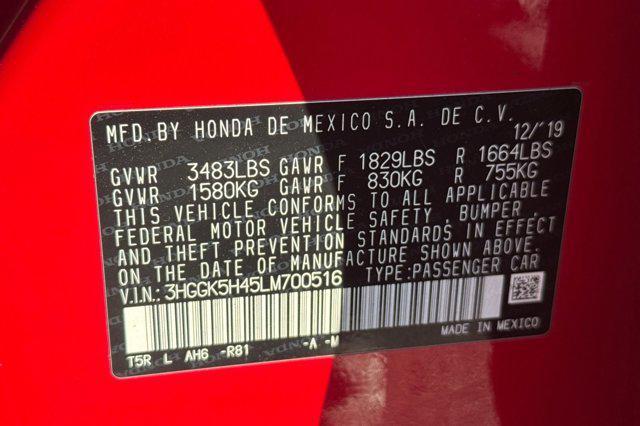 MFD. BY HONDA DE MEXICO S.A. DE C.V.
12/'19
GVWR 3483LBS GAWR F 1829LBS R 1664LBS
GVWR 1580KG GAWR F 830KG R 755KG
THIS VEHICLE CONFORMS TO ALL APPLICABLE
FEDERAL MOTOR VEHICLE SAFETY, BUMPER,
AND THEFT PREVENTION STANDARDS IN EFFECT
ON THE DATE OF MANUFACTURE SHOWN ABOVE.
V.I.N.: 3HGGK5H45LM700516 TYPE:PASSENGER CAR
T5R L AH6 -R81 -A -M MADE IN MEXICO